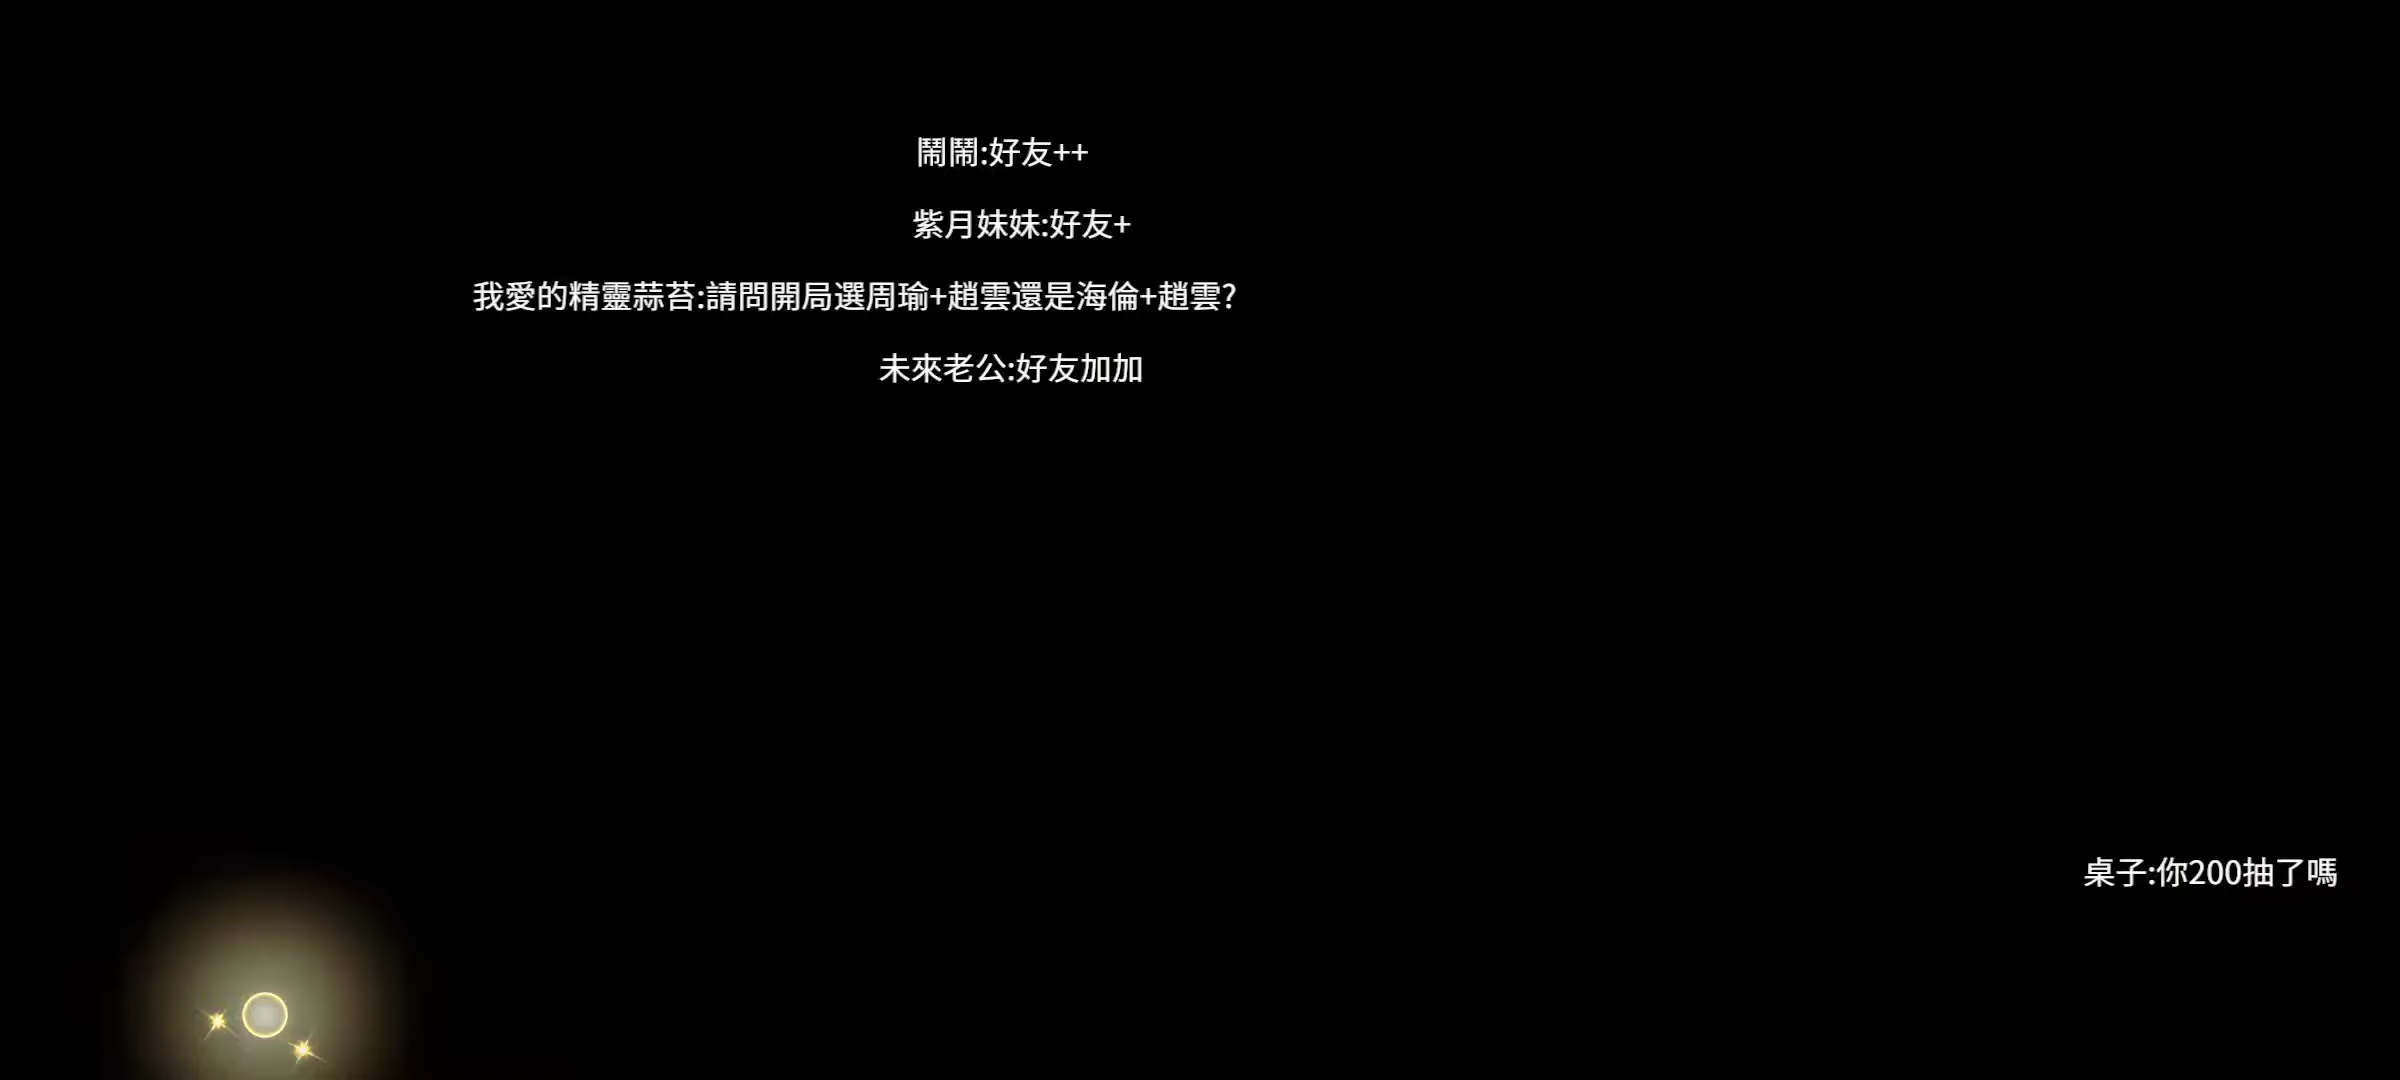 鬧鬧:好友++
紫月妹妹:好友+
我愛的精靈蒜苔:請問開局選周瑜+趙雲還是海倫+趙雲?
未來老公:好友加加
桌子:你200抽了嗎